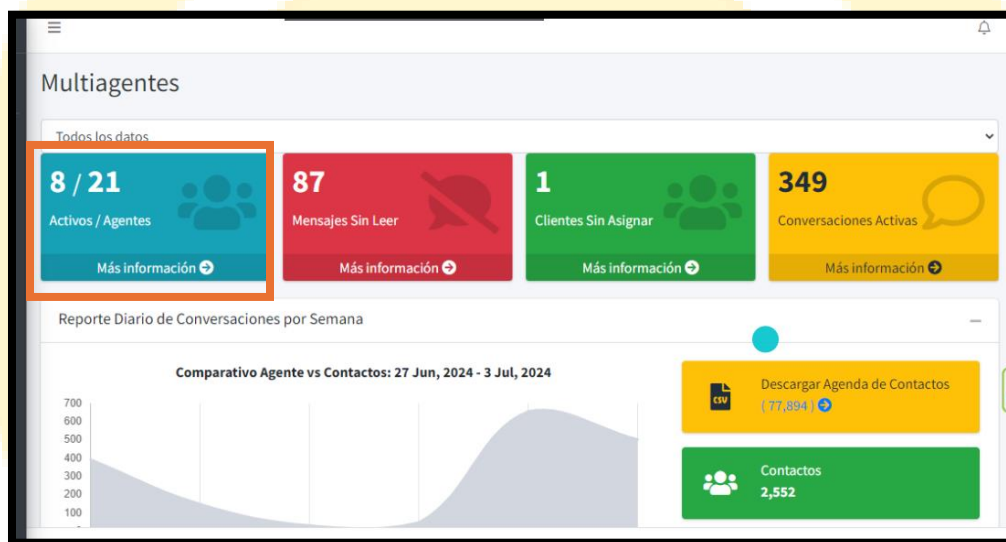 Multiagentes
Todos los datos
8 / 21
Activos / Agentes
Más información
87
Mensajes Sin Leer
Más información
1
Clientes Sin Asignar
Más información
349
Conversaciones Activas
Más información
Reporte Diario de Conversaciones por Semana
Comparativo Agente vs Contactos: 27 Jun, 2024 - 3 Jul, 2024
700
600
500
400
300
200
100
CSV
Descargar Agenda de Contactos
( 77,894 )
Contactos
2,552